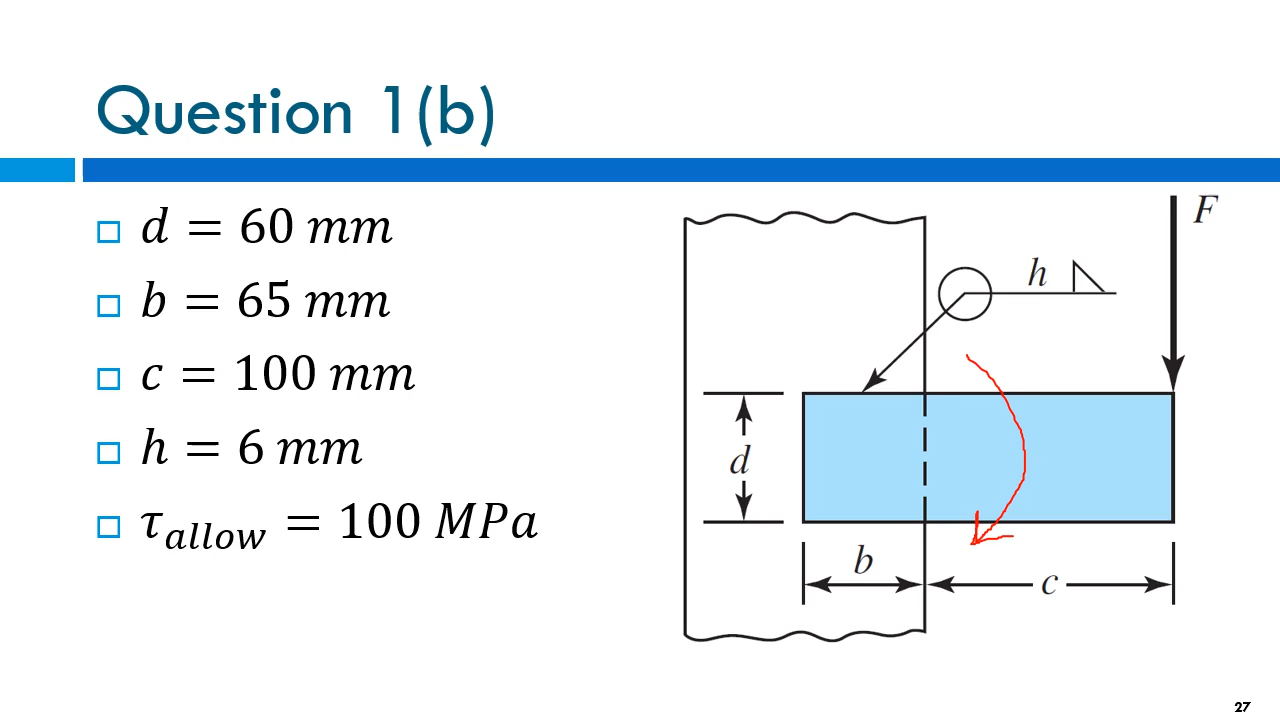 Question 1(b)
d = 60 mm
b = 65 mm
c = 100 mm
h = 6 mm
τ_allow = 100 MPa
F
h
d
b
c
27